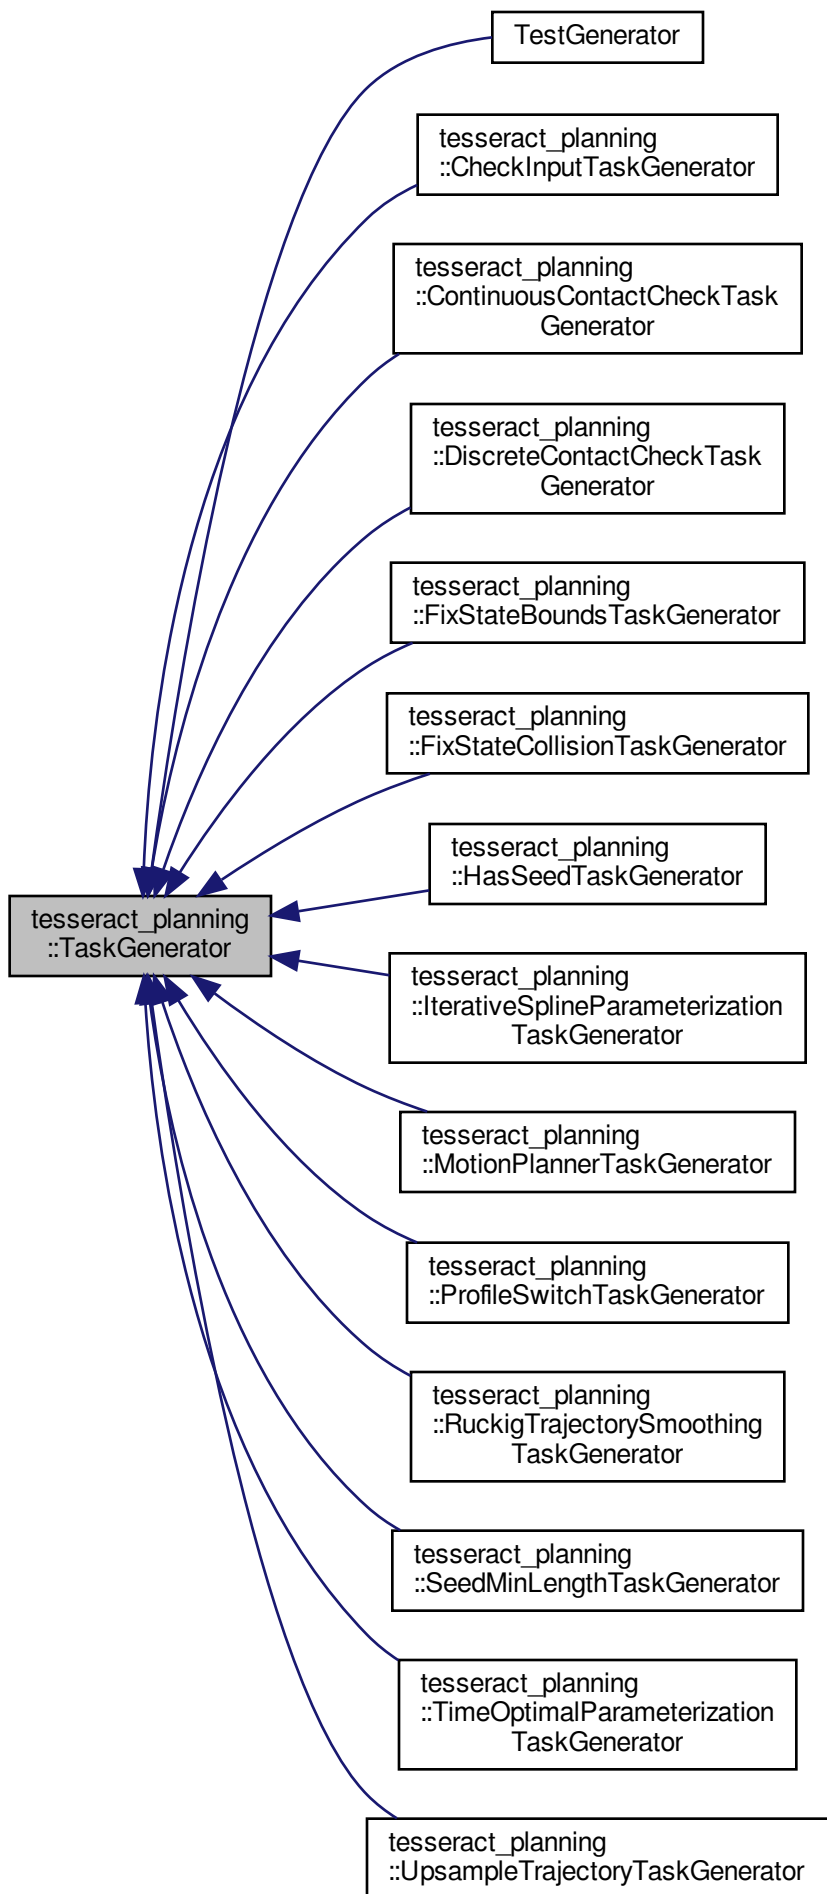 TestGenerator
tesseract_planning
::CheckInputTaskGenerator
tesseract_planning
::ContinuousContactCheckTask
Generator
tesseract_planning
::DiscreteContactCheckTask
Generator
tesseract_planning
::FixStateBoundsTaskGenerator
tesseract_planning
::FixStateCollisionTaskGenerator
tesseract_planning
::HasSeedTaskGenerator
tesseract_planning
::TaskGenerator
tesseract_planning
::IterativeSplineParameterization
TaskGenerator
tesseract_planning
::MotionPlannerTaskGenerator
tesseract_planning
::ProfileSwitchTaskGenerator
tesseract_planning
::RuckigTrajectorySmoothing
TaskGenerator
tesseract_planning
::SeedMinLengthTaskGenerator
tesseract_planning
::TimeOptimalParameterization
TaskGenerator
tesseract_planning
::UpsampleTrajectoryTaskGenerator